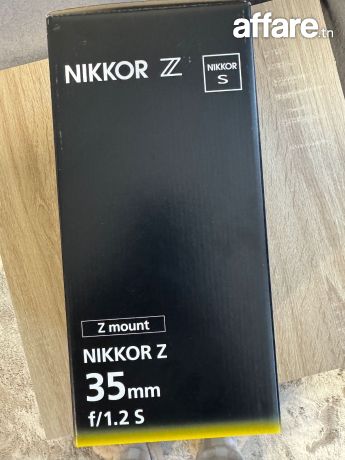 affare.tn
NIKKOR Z
NIKKOR
S
Z mount
NIKKOR Z
35mm
f/1.2 S